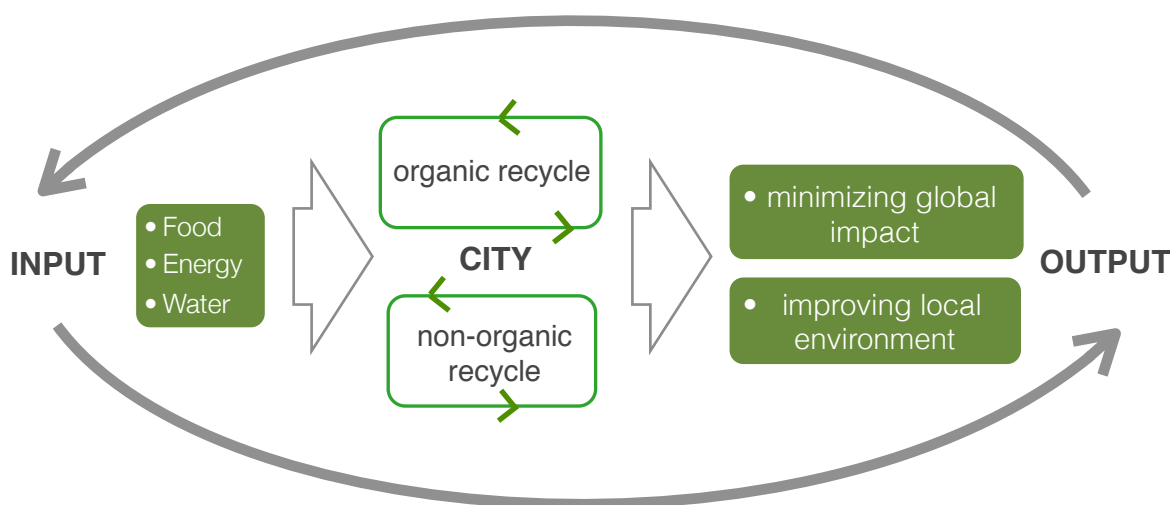 INPUT
• Food
• Energy
• Water
organic recycle
CITY
non-organic
recycle
• minimizing global
impact
• improving local
environment
OUTPUT